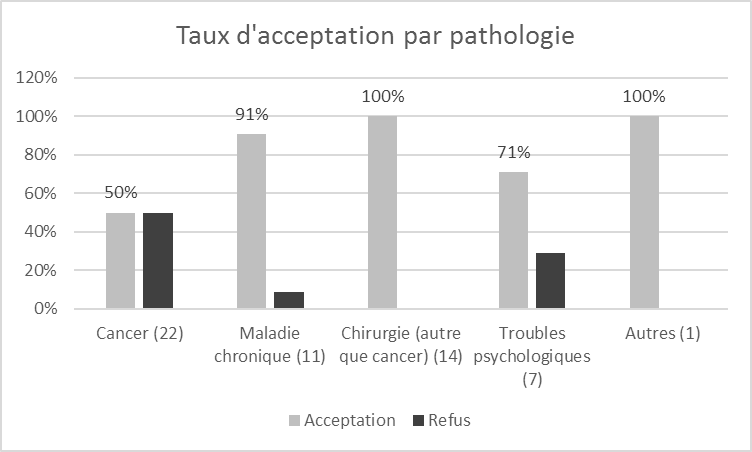 Taux d'acceptation par pathologie
120%
100%
80%
60%
40%
20%
0%
50%
91%
100%
71%
100%
Cancer (22)
Maladie
chronique (11)
Chirurgie (autre
que cancer) (14)
Troubles
psychologiques
(7)
Autres (1)
Acceptation
Refus